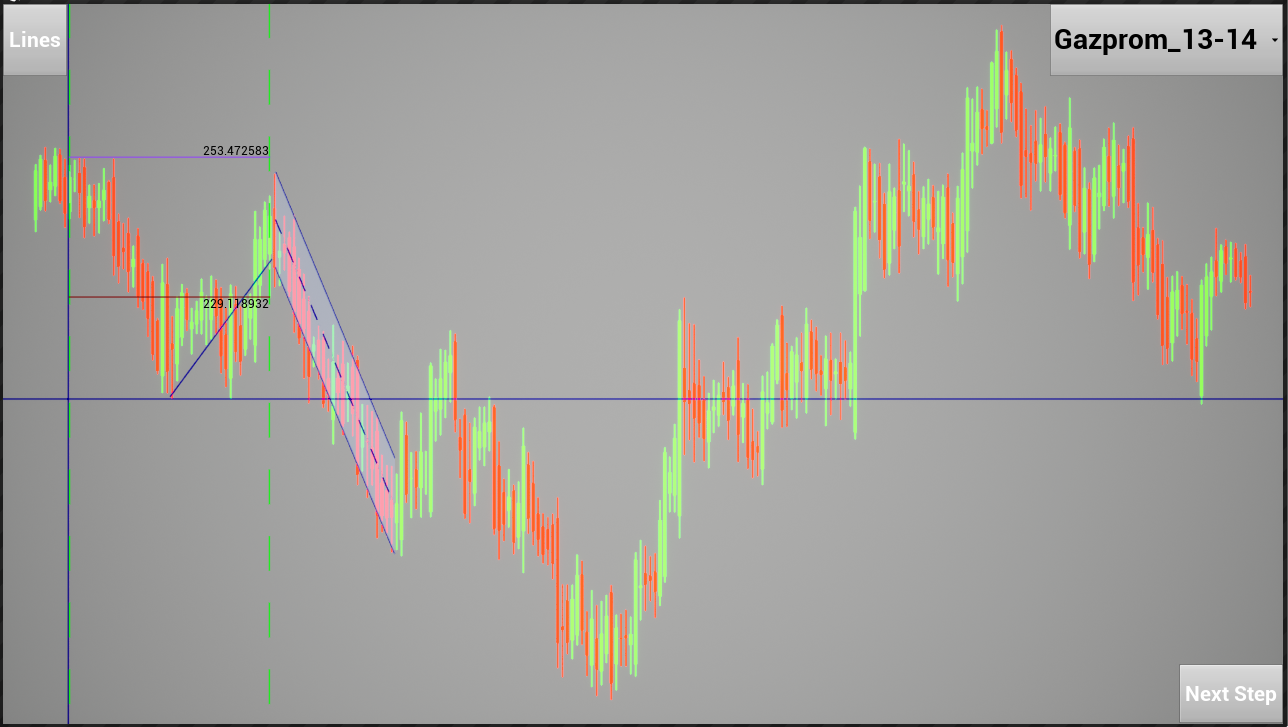 Lines
Gazprom_13-14
253.472583
229.118932
Next Step